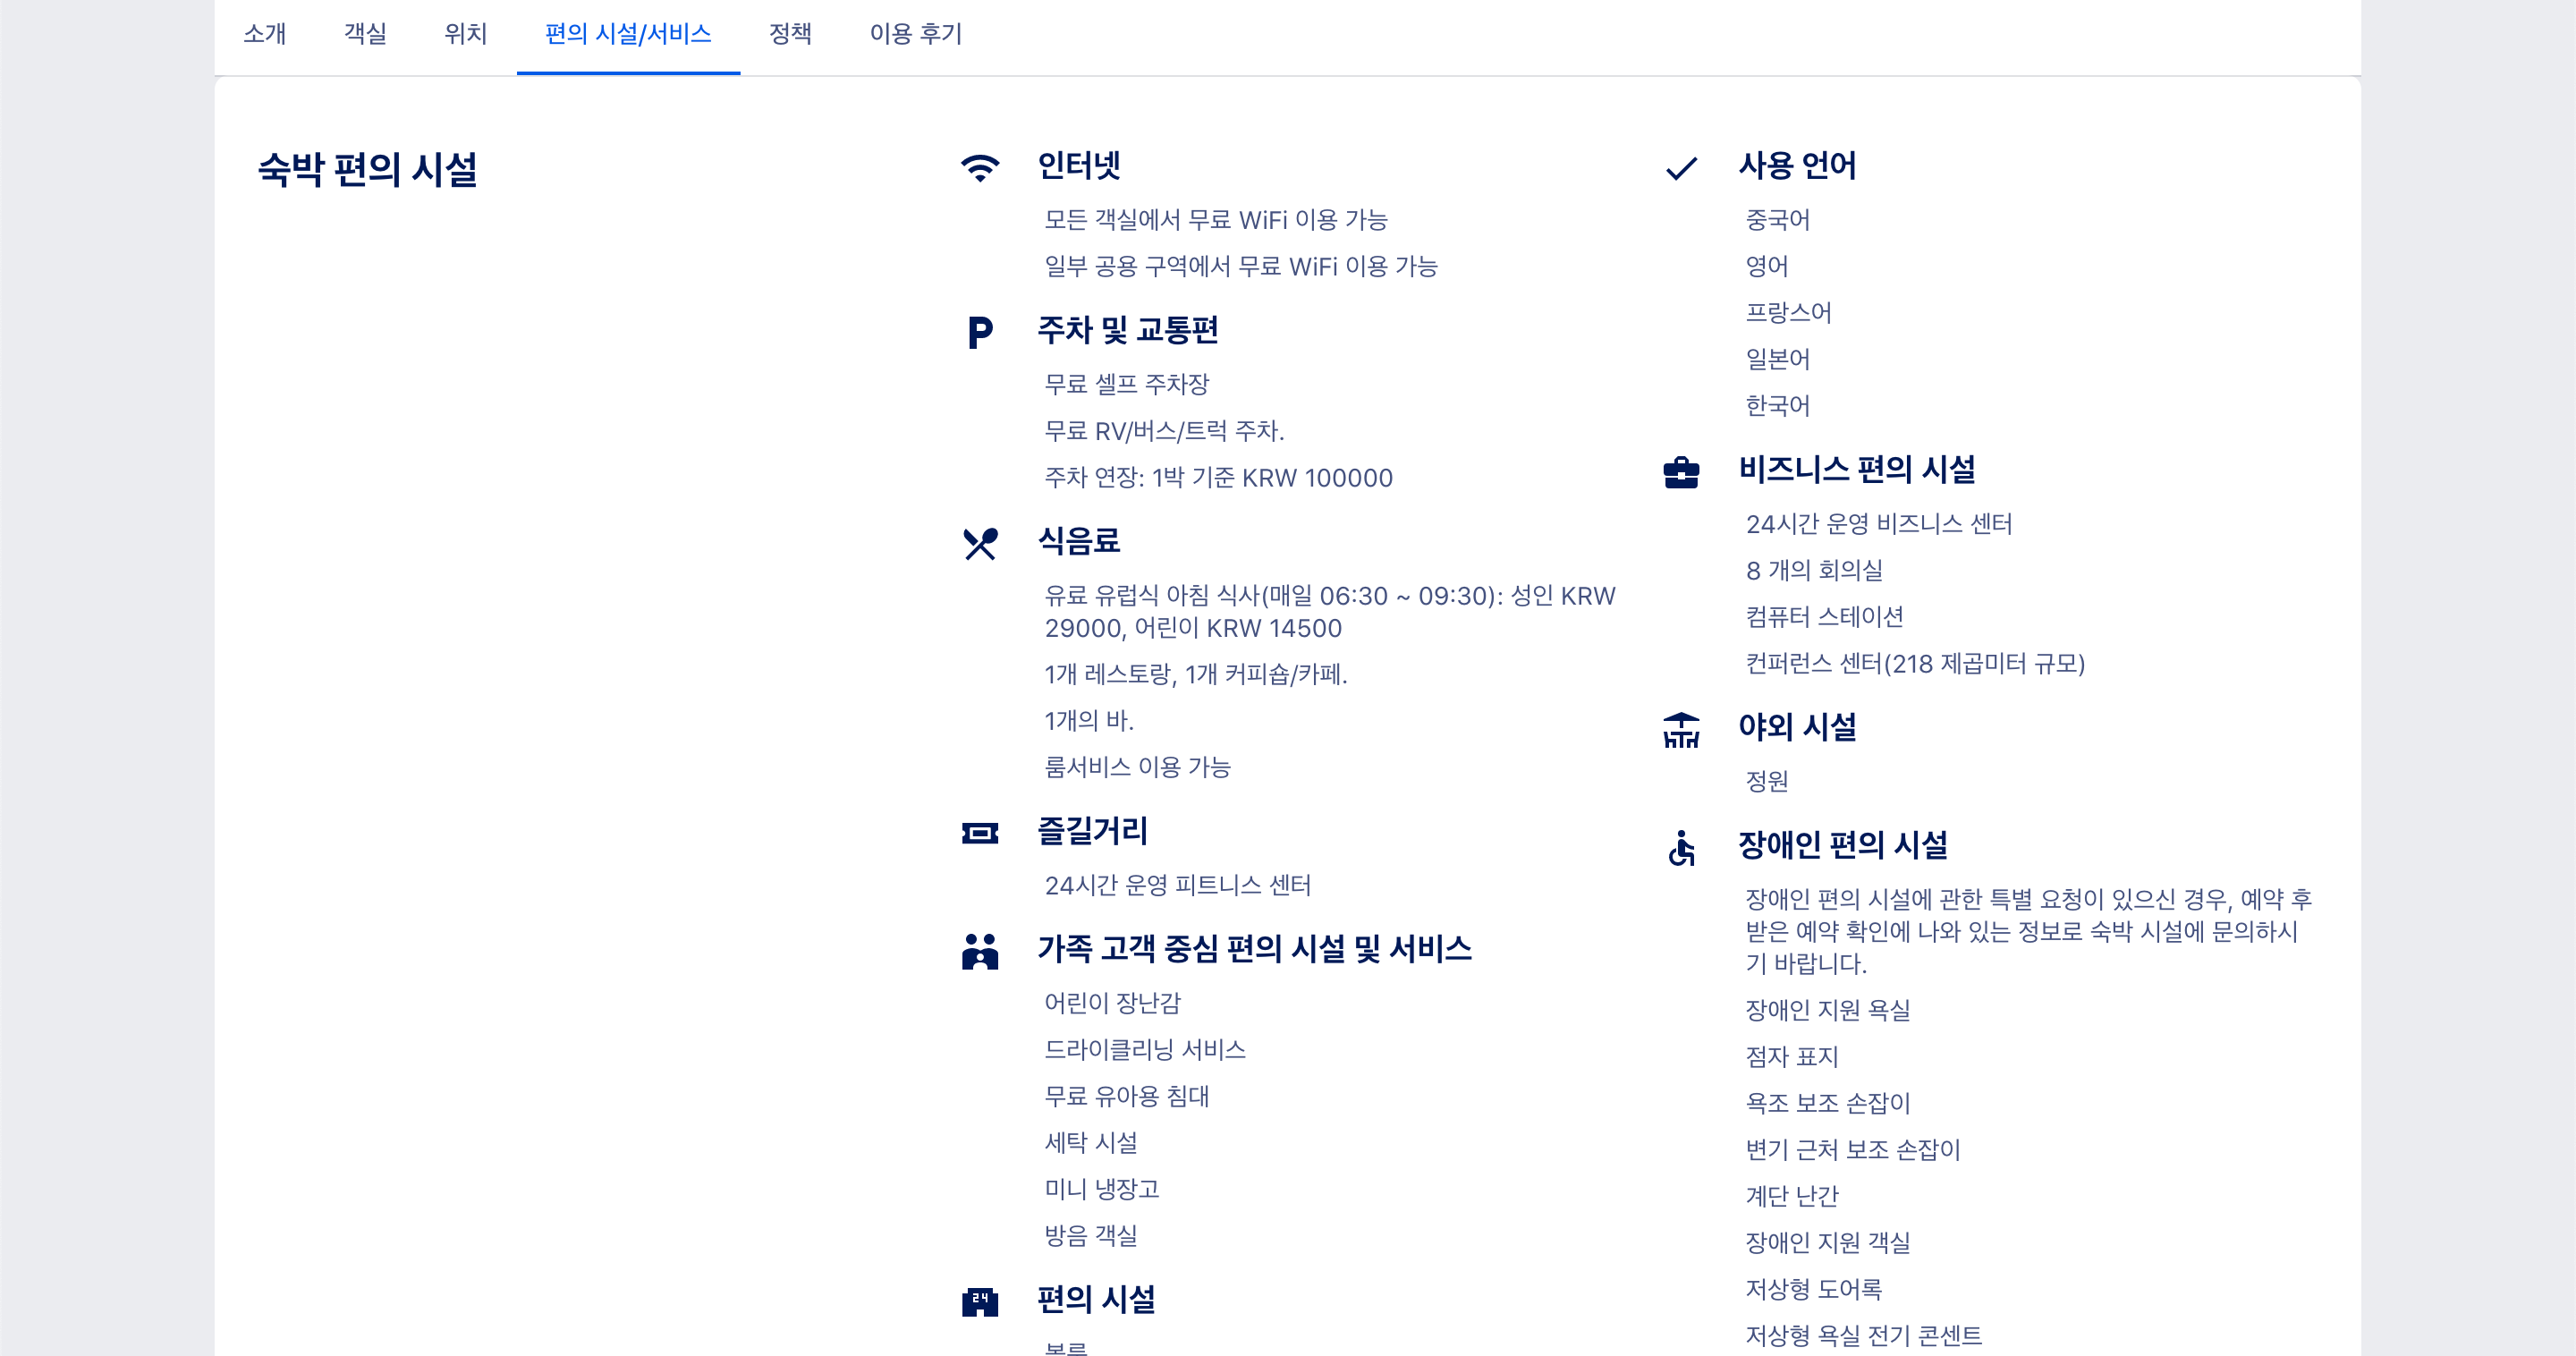 소개 객실 위치 편의 시설/서비스 정책 이용 후기
숙박 편의 시설
인터넷
모든 객실에서 무료 WiFi 이용 가능
일부 공용 구역에서 무료 WiFi 이용 가능
주차 및 교통편
무료 셀프 주차장
무료 RV/버스/트럭 주차.
주차 연장: 1박 기준 KRW 100000
식음료
유료 유럽식 아침 식사(매일 06:30 ~ 09:30): 성인 KRW
29000, 어린이 KRW 14500
1개 레스토랑, 1개 커피숍/카페.
1개의 바.
룸서비스 이용 가능
즐길거리
24시간 운영 피트니스 센터
가족 고객 중심 편의 시설 및 서비스
어린이 장난감
드라이클리닝 서비스
무료 유아용 침대
세탁 시설
미니 냉장고
방음 객실
24
편의 시설
사용 언어
중국어
영어
프랑스어
일본어
한국어
비즈니스 편의 시설
24시간 운영 비즈니스 센터
8 개의 회의실
컴퓨터 스테이션
컨퍼런스 센터(218 제곱미터 규모)
야외 시설
정원
장애인 편의 시설
장애인 편의 시설에 관한 특별 요청이 있으신 경우, 예약 후
받은 예약 확인에 나와 있는 정보로 숙박 시설에 문의하시
기 바랍니다.
장애인 지원 욕실
점자 표지
욕조 보조 손잡이
변기 근처 보조 손잡이
계단 난간
장애인 지원 객실
저상형 도어록
저상형 욕실 전기 콘센트